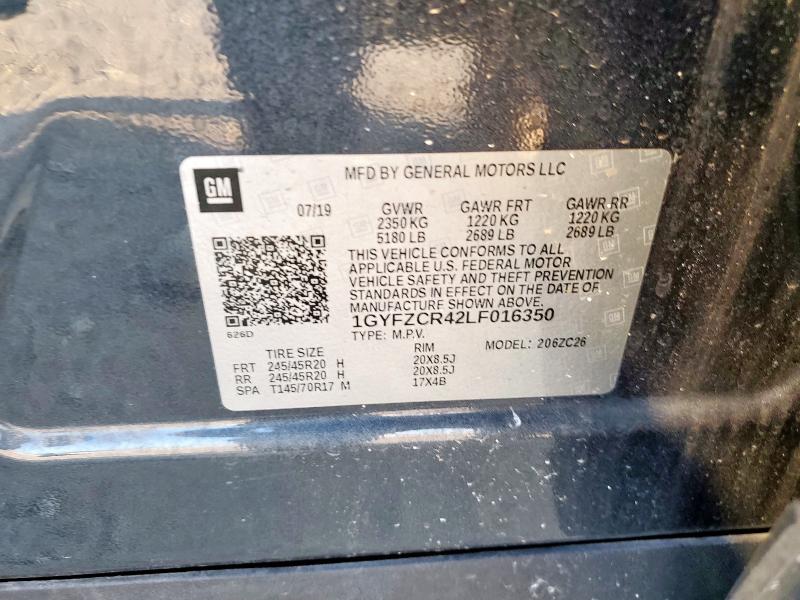 GM
MFD BY GENERAL MOTORS LLC
07/19 GVWR GAWR FRT GAWR RR
2350 KG 1220 KG 1220 KG
5180 LB 2689 LB 2689 LB
THIS VEHICLE CONFORMS TO ALL
APPLICABLE U.S. FEDERAL MOTOR
VEHICLE SAFETY AND THEFT PREVENTION
STANDARDS IN EFFECT ON THE DATE OF
MANUFACTURE SHOWN ABOVE.
1GYFZCR42LF016350
626D TYPE: M.P.V. MODEL: 206ZC26
TIRE SIZE RIM
FRT 245/45R20 H 20X8.5J
RR 245/45R20 H 20X8.5J
SPA T145/70R17 M 17X4B